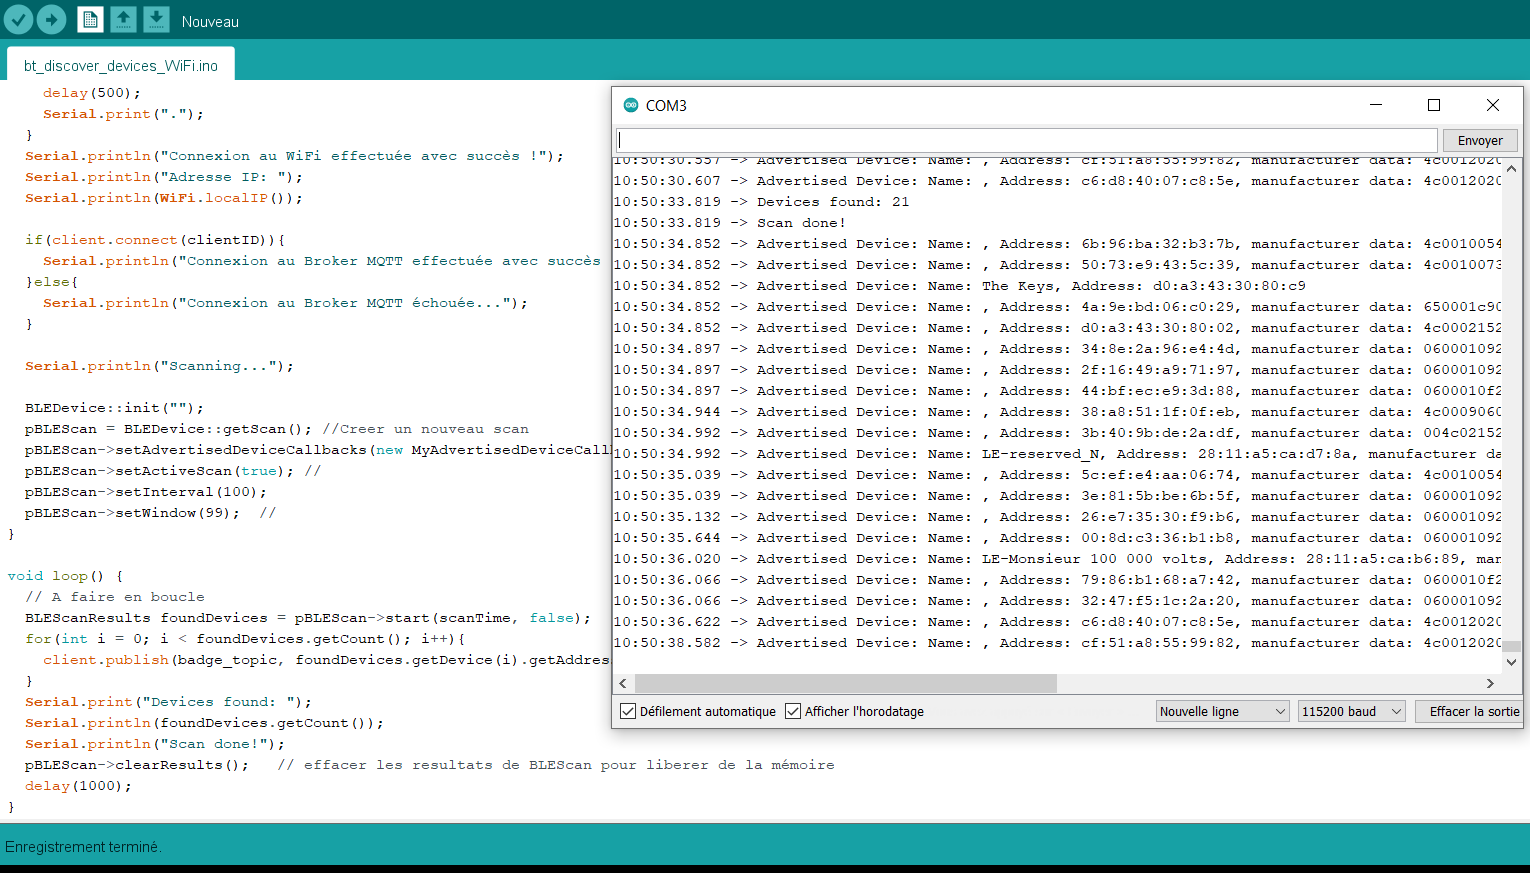 Nouveau
bt_discover_devices_WiFi.ino
delay(500);
Serial.print(".");
}
Serial.println("Connexion au WiFi effectuée avec succès !");
Serial.println("Adresse IP: ");
Serial.println(WiFi.localIP());
if(client.connect(clientID)){
Serial.println("Connexion au Broker MQTT effectuée avec succès
}else{
Serial.println("Connexion au Broker MQTT échouée...");
}
Serial.println("Scanning...");
BLEDevice::init("");
pBLEScan = BLEDevice::getScan(); //Creer un nouveau scan
pBLEScan->setAdvertisedDeviceCallbacks(new MyAdvertisedDeviceCall
pBLEScan->setActiveScan(true); //
pBLEScan->setInterval(100);
pBLEScan->setWindow(99);  //
}
void loop() {
// A faire en boucle
BLEScanResults foundDevices = pBLEScan->start(scanTime, false);
for(int i = 0; i < foundDevices.getCount(); i++){
client.publish(badge_topic, foundDevices.getDevice(i).getAddres
}
Serial.print("Devices found: ");
Serial.println(foundDevices.getCount());
Serial.println("Scan done!");
pBLEScan->clearResults();   // effacer les resultats de BLEScan pour liberer de la mémoire
delay(1000);
}
Enregistrement terminé.
COM3
Envoyer
10:50:30.557 -> Advertised Device: Name: , Address: cf:51:a8:55:99:82, manufacturer data: 4c0012020
10:50:30.607 -> Advertised Device: Name: , Address: c6:d8:40:07:c8:5e, manufacturer data: 4c0012020
10:50:33.819 -> Devices found: 21
10:50:33.819 -> Scan done!
10:50:34.852 -> Advertised Device: Name: , Address: 6b:96:ba:32:b3:7b, manufacturer data: 4c0010054
10:50:34.852 -> Advertised Device: Name: , Address: 50:73:e9:43:5c:39, manufacturer data: 4c0010073
10:50:34.852 -> Advertised Device: Name: The Keys, Address: d0:a3:43:30:80:c9
10:50:34.852 -> Advertised Device: Name: , Address: 4a:9e:bd:06:c0:29, manufacturer data: 650001c90
10:50:34.852 -> Advertised Device: Name: , Address: d0:a3:43:30:80:02, manufacturer data: 4c0002152
10:50:34.897 -> Advertised Device: Name: , Address: 34:8e:2a:96:e4:4d, manufacturer data: 060001092
10:50:34.897 -> Advertised Device: Name: , Address: 2f:16:49:a9:71:97, manufacturer data: 060001092
10:50:34.897 -> Advertised Device: Name: , Address: 44:bf:ec:e9:3d:88, manufacturer data: 0600010f2
10:50:34.944 -> Advertised Device: Name: , Address: 38:a8:51:1f:0f:eb, manufacturer data: 4c0009060
10:50:34.992 -> Advertised Device: Name: , Address: 3b:40:9b:de:2a:df, manufacturer data: 004c02152
10:50:34.992 -> Advertised Device: Name: LE-reserved_N, Address: 28:11:a5:ca:d7:8a, manufacturer da
10:50:35.039 -> Advertised Device: Name: , Address: 5c:ef:e4:aa:06:74, manufacturer data: 4c0010054
10:50:35.039 -> Advertised Device: Name: , Address: 3e:81:5b:be:6b:5f, manufacturer data: 060001092
10:50:35.132 -> Advertised Device: Name: , Address: 26:e7:35:30:f9:b6, manufacturer data: 060001092
10:50:35.644 -> Advertised Device: Name: , Address: 00:8d:c3:36:b1:b8, manufacturer data: 060001092
10:50:36.020 -> Advertised Device: Name: LE-Monsieur 100 000 volts, Address: 28:11:a5:ca:b6:89, man
10:50:36.066 -> Advertised Device: Name: , Address: 79:86:b1:68:a7:42, manufacturer data: 0600010f2
10:50:36.066 -> Advertised Device: Name: , Address: 32:47:f5:1c:2a:20, manufacturer data: 060001092
10:50:36.622 -> Advertised Device: Name: , Address: c6:d8:40:07:c8:5e, manufacturer data: 4c0012020
10:50:38.582 -> Advertised Device: Name: , Address: cf:51:a8:55:99:82, manufacturer data: 4c0012020
Défilement automatique
Afficher l'horodatage
Nouvelle ligne
115200 baud
Effacer la sortie